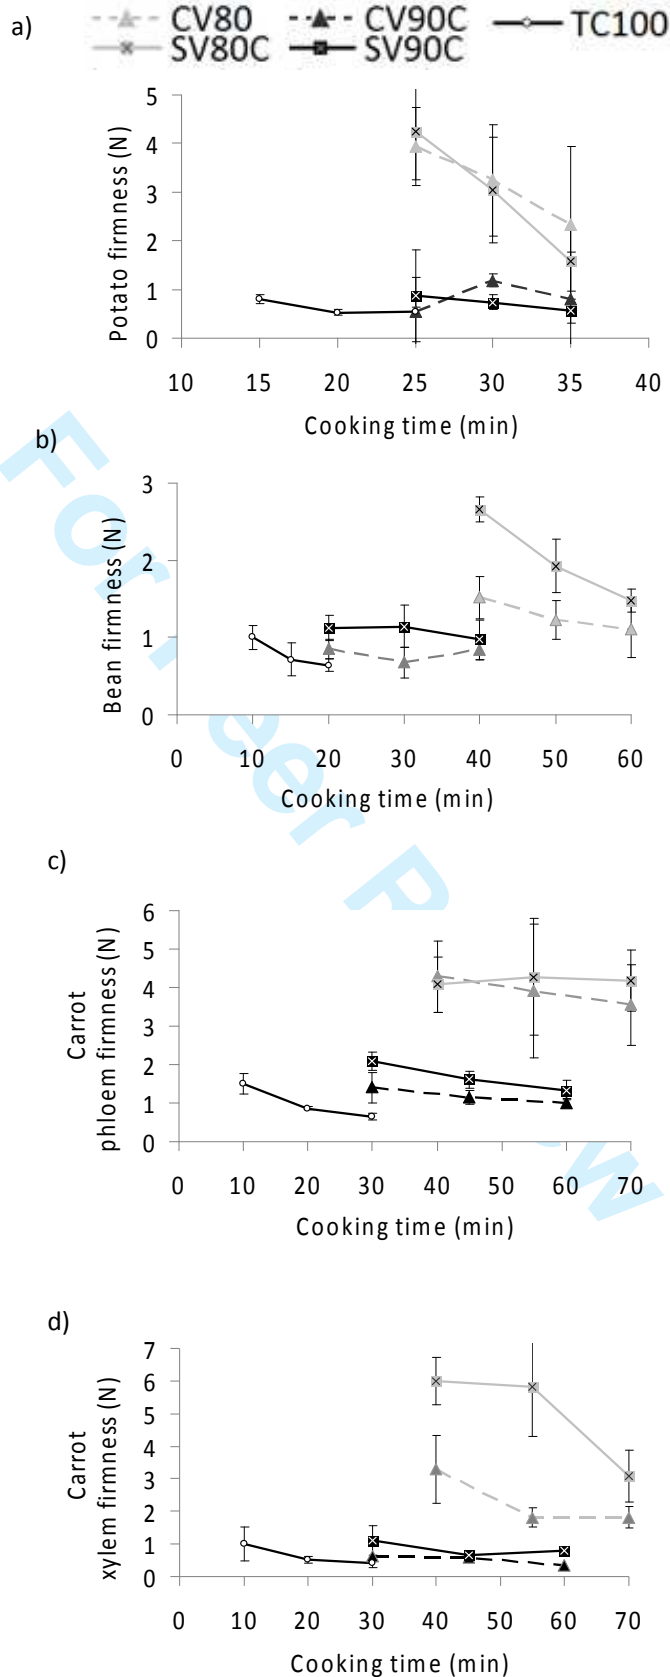 a)
CV80 CV90C TC100
SV80C SV90C
Potato firmness (N)
5
4
3
2
1
0
10 15 20 25 30 35 40
Cooking time (min)
b)
Bean firmness (N)
3
2
1
0
0 10 20 30 40 50 60
Cooking time (min)
c)
Carrot
phloem firmness (N)
6
5
4
3
2
1
0
0 10 20 30 40 50 60 70
Cooking time (min)
d)
Carrot
xylem firmness (N)
7
6
5
4
3
2
1
0
0 10 20 30 40 50 60 70
Cooking time (min)